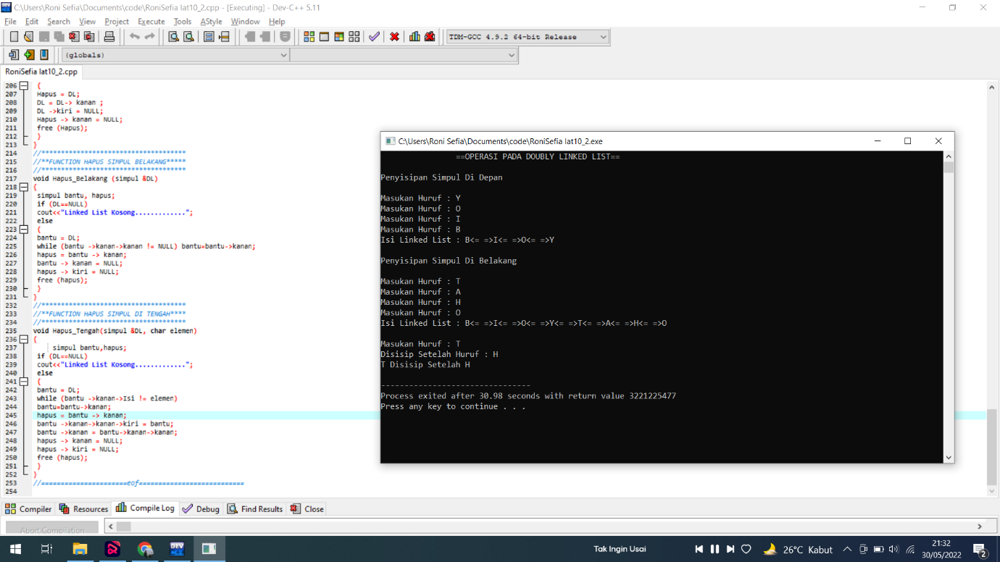 C:\Users\Roni Sefia\Documents\code\RoniSefia lat10_2.cpp - [Executing] - Dev-C++ 5.11
File Edit Search View Project Execute Tools AStyle Window Help
TDM-GCC 4.9.2 64-bit Release
(globals)
RoniSefia lat10_2.cpp
206 {
207 Hapus = DL;
208 DL = DL-> kanan ;
209 DL ->kiri = NULL;
210 Hapus -> kanan = NULL;
211 free (Hapus);
212 }
213 }
214 //*************************************
215 //**FUNCTION HAPUS SIMPUL BELAKANG*****
216 //*************************************
217 void Hapus_Belakang (simpul &DL)
218 {
219 simpul bantu, hapus;
220 if (DL==NULL)
221 cout<<"Linked List Kosong.............";
222 else
223 {
224 bantu = DL;
225 while (bantu ->kanan->kanan != NULL) bantu=bantu->kanan;
226 hapus = bantu -> kanan;
227 bantu -> kanan = NULL;
228 hapus -> kiri = NULL;
229 free (hapus);
230 }
231 }
232 //*************************************
233 //**FUNCTION HAPUS SIMPUL DI TENGAH****
234 //*************************************
235 void Hapus_Tengah(simpul &DL, char elemen)
236 {
237 simpul bantu,hapus;
238 if (DL==NULL)
239 cout<<"Linked List Kosong.............";
240 else
241 {
242 bantu = DL;
243 while (bantu ->kanan->Isi != elemen)
244 bantu=bantu->kanan;
245 hapus = bantu -> kanan;
246 bantu ->kanan->kanan->kiri = bantu;
247 bantu ->kanan = bantu->kanan->kanan;
248 hapus -> kanan = NULL;
249 hapus -> kiri = NULL;
250 free (hapus);
251 }
252 }
253 //======================eof===========================
254
C:\Users\Roni Sefia\Documents\code\RoniSefia lat10_2.exe
==OPERASI PADA DOUBLY LINKED LIST==
Penyisipan Simpul Di Depan
Masukan Huruf : Y
Masukan Huruf : O
Masukan Huruf : I
Masukan Huruf : B
Isi Linked List : B<= =>I<= =>O<= =>Y
Penyisipan Simpul Di Belakang
Masukan Huruf : T
Masukan Huruf : A
Masukan Huruf : H
Masukan Huruf : O
Isi Linked List : B<= =>I<= =>O<= =>Y<= =>T<= =>A<= =>H<= =>O
Masukan Huruf : T
Disisip Setelah Huruf : H
T Disisip Setelah H
--------------------------------
Process exited after 30.98 seconds with return value 3221225477
Press any key to continue . . .
Compiler Resources Compile Log Debug Find Results Close
Abort Compilation
Tak Ingin Usai
26°C Kabut
21:32
30/05/2022
2